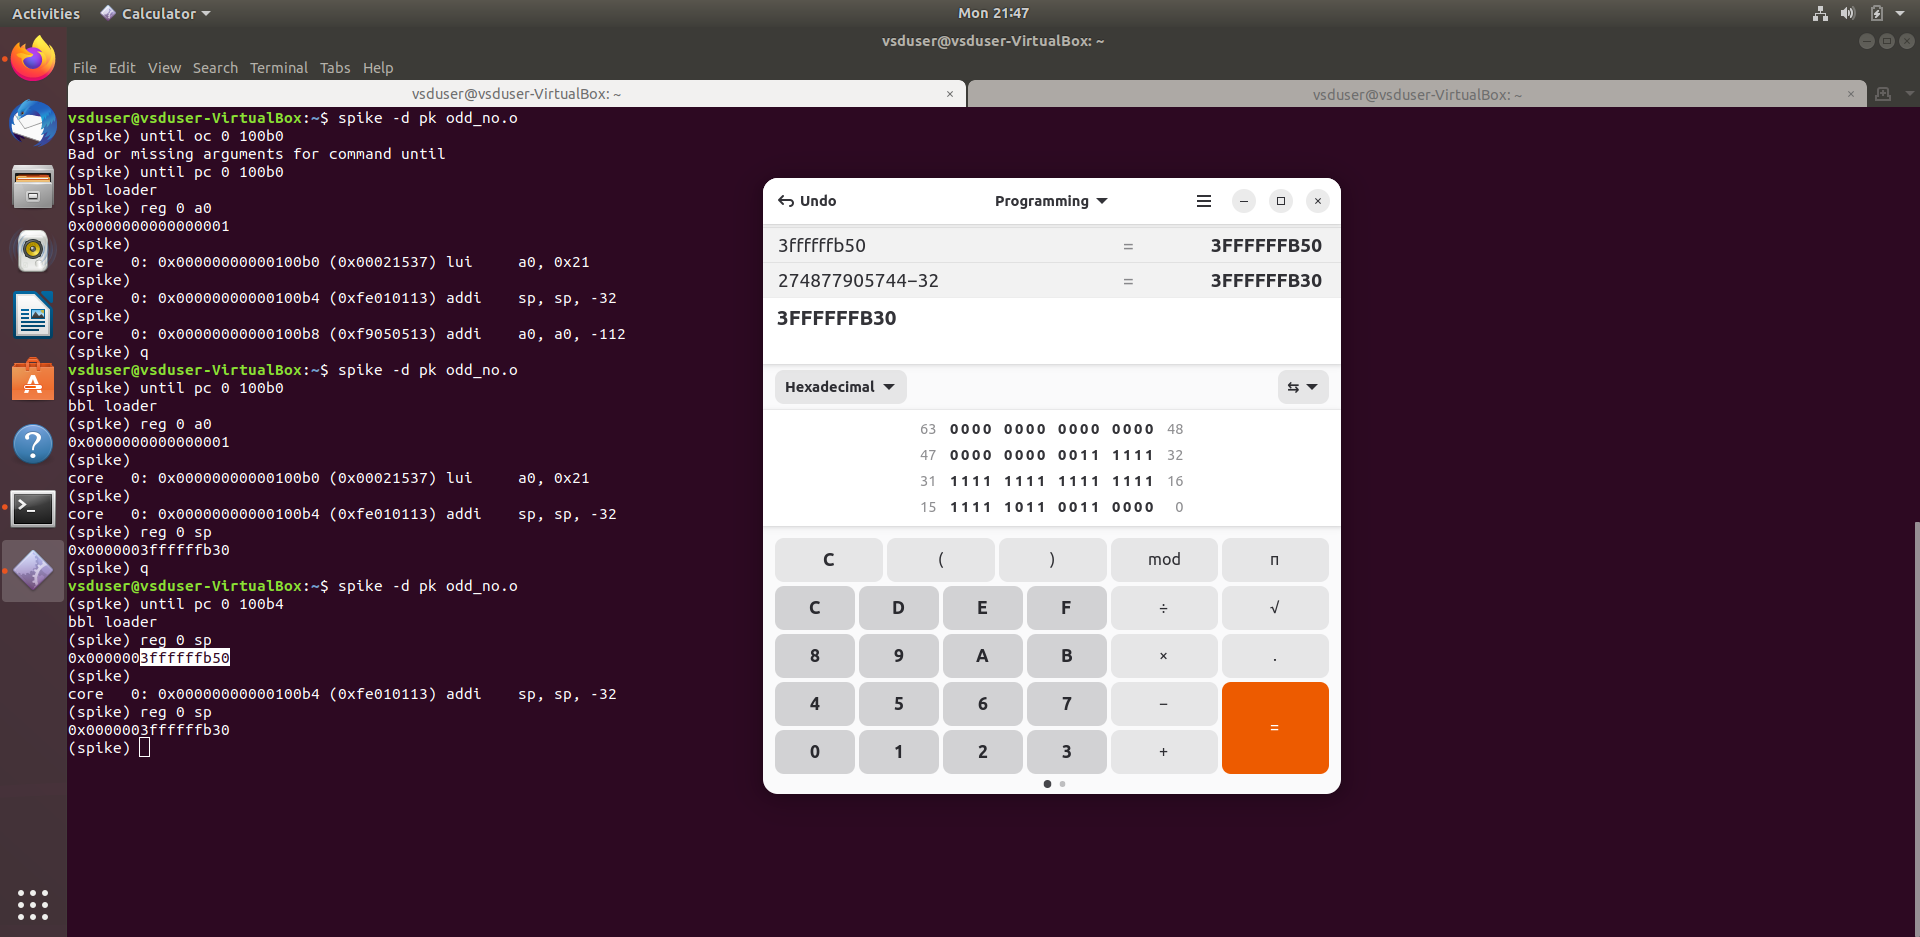 Activities
Calculator
Mon 21:47
vsduser@vsduser-VirtualBox: ~
File Edit View Search Terminal Tabs Help
vsduser@vsduser-VirtualBox: ~ ×
vsduser@vsduser-VirtualBox: ~ ×
vsduser@vsduser-VirtualBox:~$ spike -d pk odd_no.o
(spike) until oc 0 100b0
Bad or missing arguments for command until
(spike) until pc 0 100b0
bbl loader
(spike) reg 0 a0
0x0000000000000001
(spike)
core   0: 0x00000000000100b0 (0x00021537) lui     a0, 0x21
(spike)
core   0: 0x00000000000100b4 (0xfe010113) addi    sp, sp, -32
(spike)
core   0: 0x00000000000100b8 (0xf9050513) addi    a0, a0, -112
(spike) q
vsduser@vsduser-VirtualBox:~$ spike -d pk odd_no.o
(spike) until pc 0 100b0
bbl loader
(spike) reg 0 a0
0x0000000000000001
(spike)
core   0: 0x00000000000100b0 (0x00021537) lui     a0, 0x21
(spike)
core   0: 0x00000000000100b4 (0xfe010113) addi    sp, sp, -32
(spike) reg 0 sp
0x0000003ffffffb30
(spike) q
vsduser@vsduser-VirtualBox:~$ spike -d pk odd_no.o
(spike) until pc 0 100b4
bbl loader
(spike) reg 0 sp
0x0000003ffffffb50
(spike)
core   0: 0x00000000000100b4 (0xfe010113) addi    sp, sp, -32
(spike) reg 0 sp
0x0000003ffffffb30
(spike)
Undo
Programming
3ffffffb50 = 3FFFFFFB50
274877905744−32 = 3FFFFFFB30
3FFFFFFB30
Hexadecimal
63 0000 0000 0000 0000 48
47 0000 0000 0011 1111 32
31 1111 1111 1111 1111 16
15 1111 1011 0011 0000 0
C ( ) mod π
C D E F ÷ √
8 9 A B × .
4 5 6 7 −
=
0 1 2 3 +